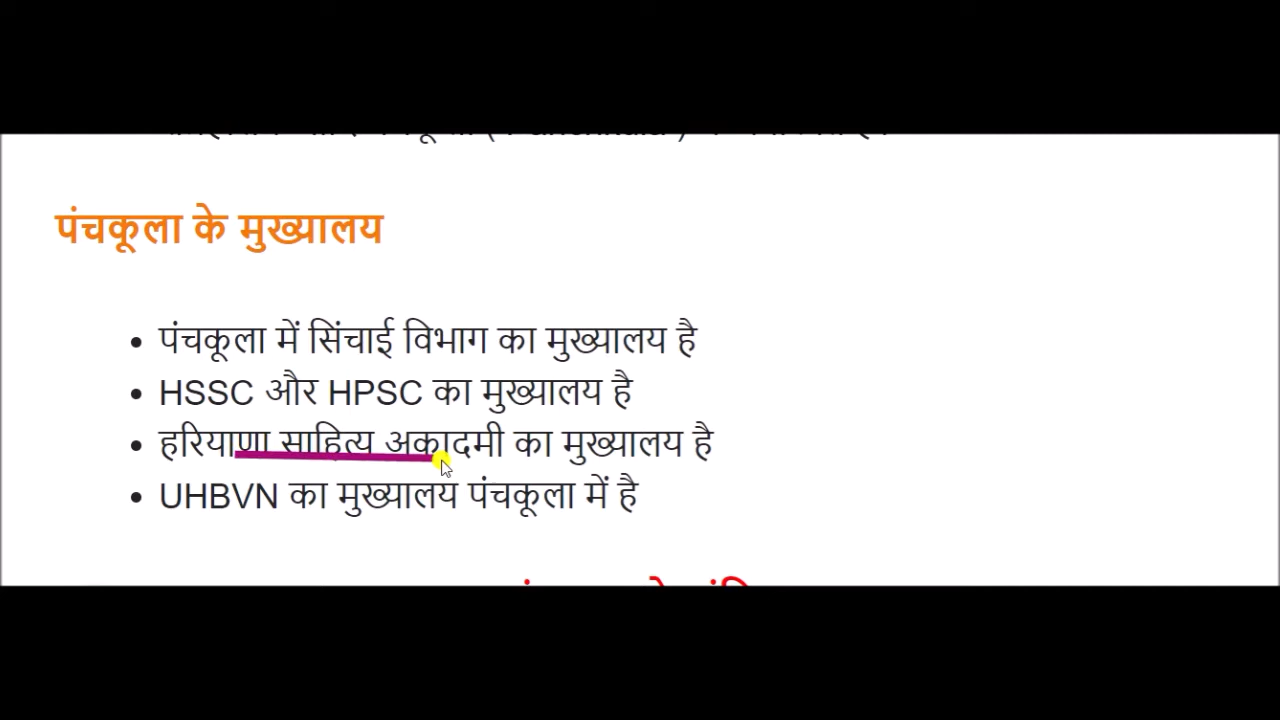 पंचकूला के मुख्यालय
पंचकूला में सिंचाई विभाग का मुख्यालय है
HSSC और HPSC का मुख्यालय है
हरियाणा साहित्य अकादमी का मुख्यालय है
UHBVN का मुख्यालय पंचकूला में है